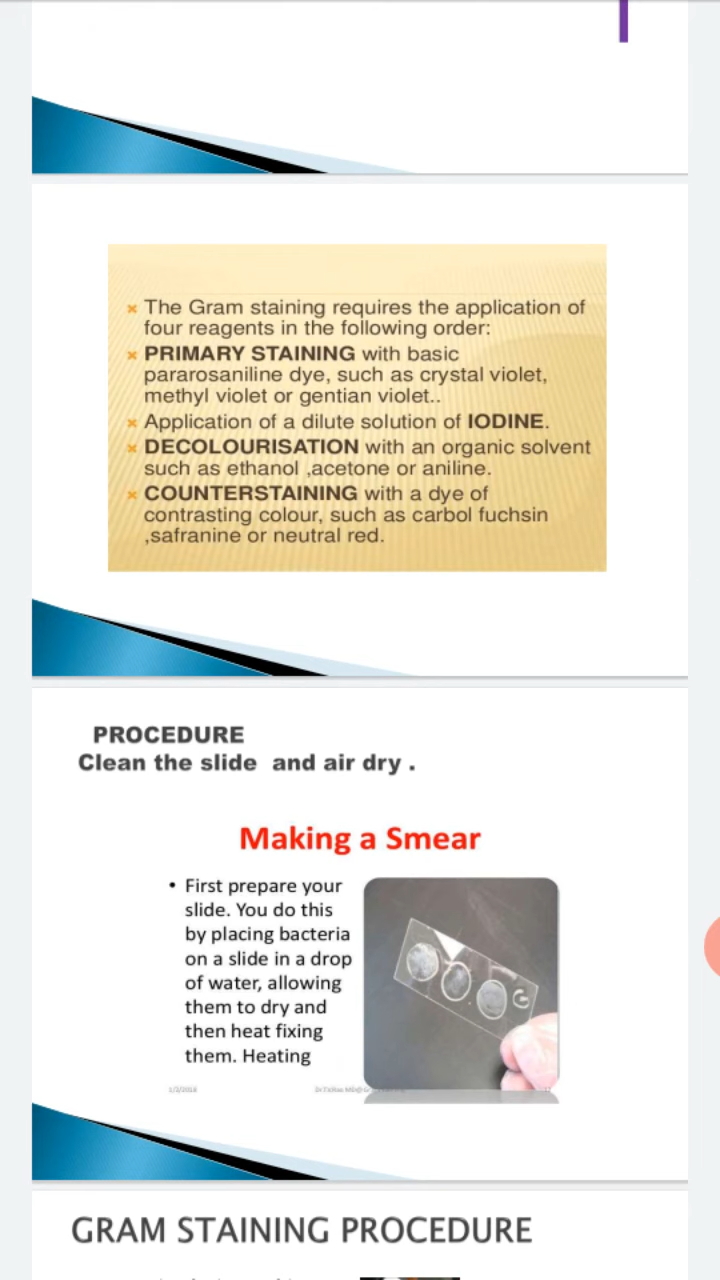 The Gram staining requires the application of
four reagents in the following order:
PRIMARY STAINING with basic
pararosaniline dye, such as crystal violet,
methyl violet or gentian violet..
Application of a dilute solution of IODINE.
DECOLOURISATION with an organic solvent
such as ethanol ,acetone or aniline.
COUNTERSTAINING with a dye of
contrasting colour, such as carbol fuchsin
,safranine or neutral red.
PROCEDURE
Clean the slide and air dry .
Making a Smear
• First prepare your
slide. You do this
by placing bacteria
on a slide in a drop
of water, allowing
them to dry and
then heat fixing
them. Heating
1/2/2018
GRAM STAINING PROCEDURE